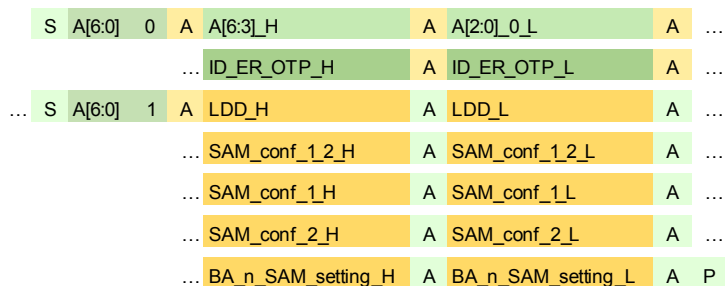 S A[6:0] 0 A A[6:3]_H A A[2:0]_0_L A …
… ID_ER_OTP_H A ID_ER_OTP_L A …
… S A[6:0] 1 A LDD_H A LDD_L A …
… SAM_conf_1_2_H A SAM_conf_1_2_L A …
… SAM_conf_1_H A SAM_conf_1_L A …
… SAM_conf_2_H A SAM_conf_2_L A …
… BA_n_SAM_setting_H A BA_n_SAM_setting_L A P